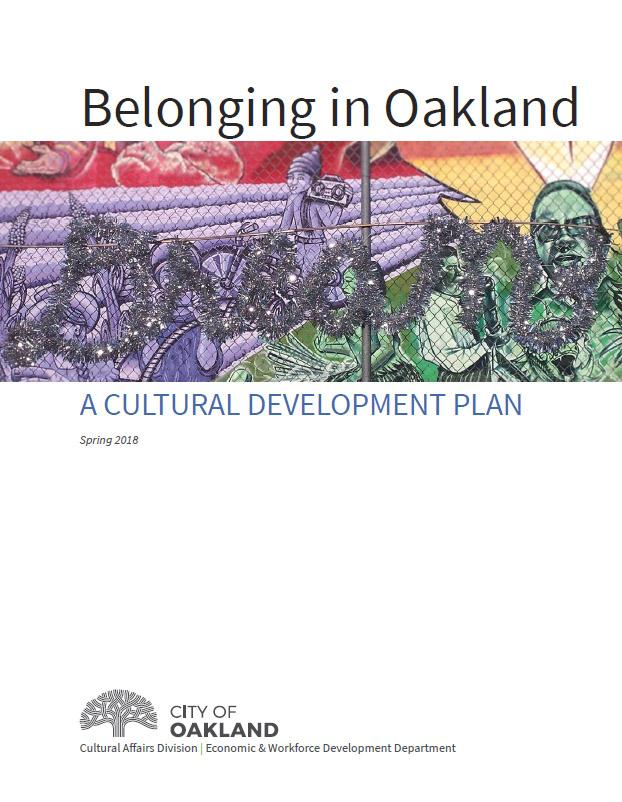 Belonging in Oakland
A CULTURAL DEVELOPMENT PLAN
Spring 2018
CITY OF
OAKLAND
Cultural Affairs Division | Economic & Workforce Development Department